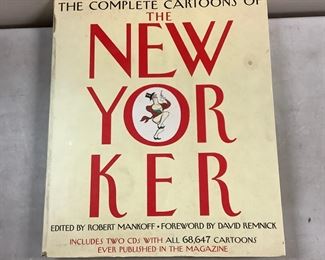 THE COMPLETE CARTOONS OF
THE
NEW
YOR
KER
EDITED BY ROBERT MANKOFF • FOREWORD BY DAVID REMNICK
INCLUDES TWO CDS WITH ALL 68,647 CARTOONS
EVER PUBLISHED IN THE MAGAZINE